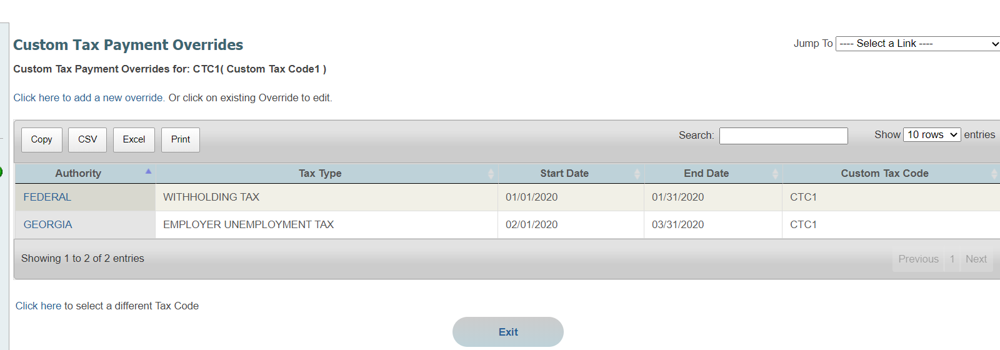 Custom Tax Payment Overrides
Jump To ---- Select a Link ----
Custom Tax Payment Overrides for: CTC1( Custom Tax Code1 )
Click here to add a new override. Or click on existing Override to edit.
Copy CSV Excel Print Search: Show 10 rows entries
Authority Tax Type Start Date End Date Custom Tax Code
FEDERAL WITHHOLDING TAX 01/01/2020 01/31/2020 CTC1
GEORGIA EMPLOYER UNEMPLOYMENT TAX 02/01/2020 03/31/2020 CTC1
Showing 1 to 2 of 2 entries Previous 1 Next
Click here to select a different Tax Code
Exit